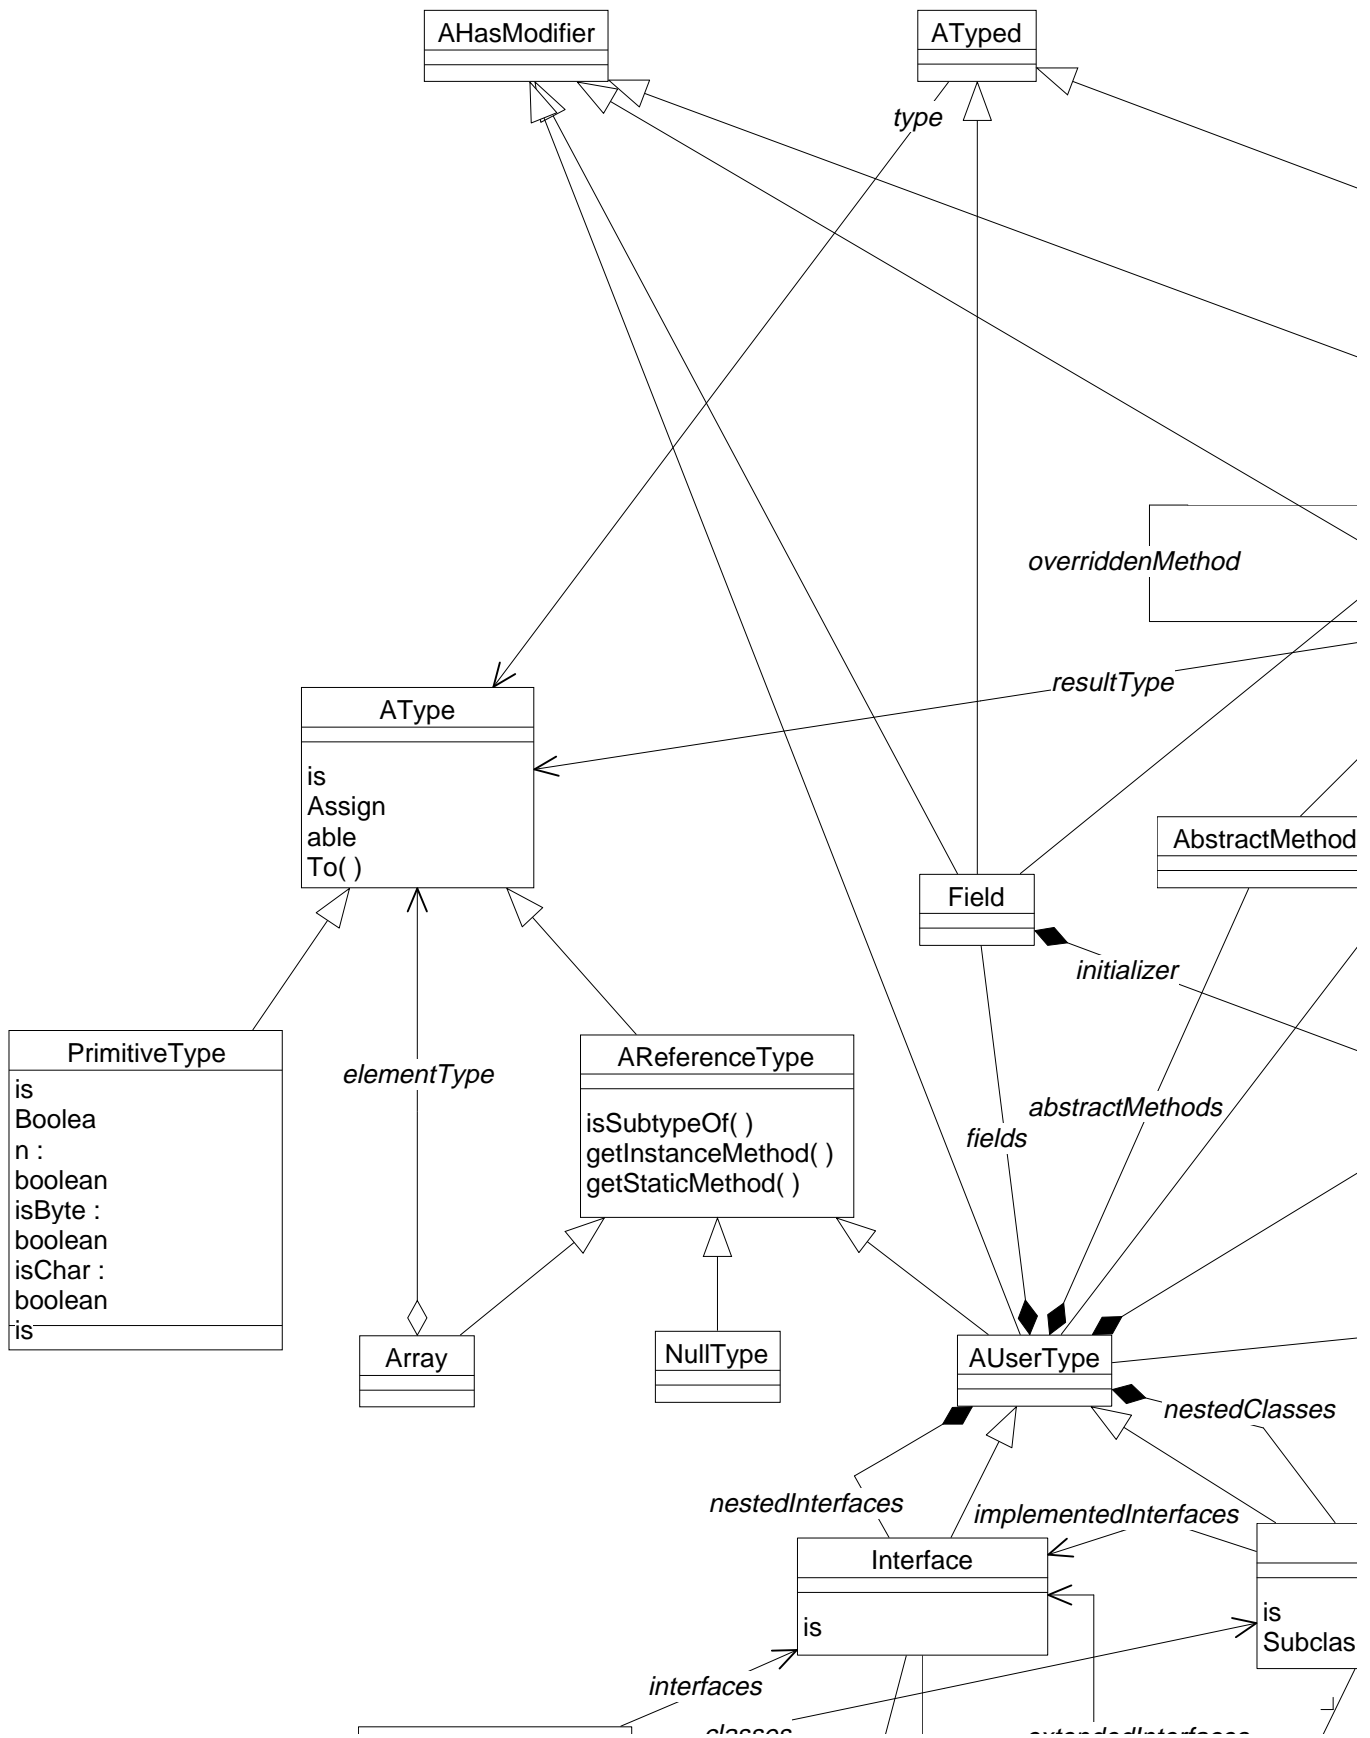 AHasModifier
ATyped
type
overriddenMethod
resultType
AType
is
Assign
able
To( )
AbstractMethod
Field
initializer
PrimitiveType
is
Boolea
n :
boolean
isByte :
boolean
isChar :
boolean
is
elementType
AReferenceType
isSubtypeOf( )
getInstanceMethod( )
getStaticMethod( )
abstractMethods
fields
Array
NullType
AUserType
nestedClasses
nestedInterfaces
implementedInterfaces
Interface
is
is
Subclas
interfaces
classes
extendedInterfaces